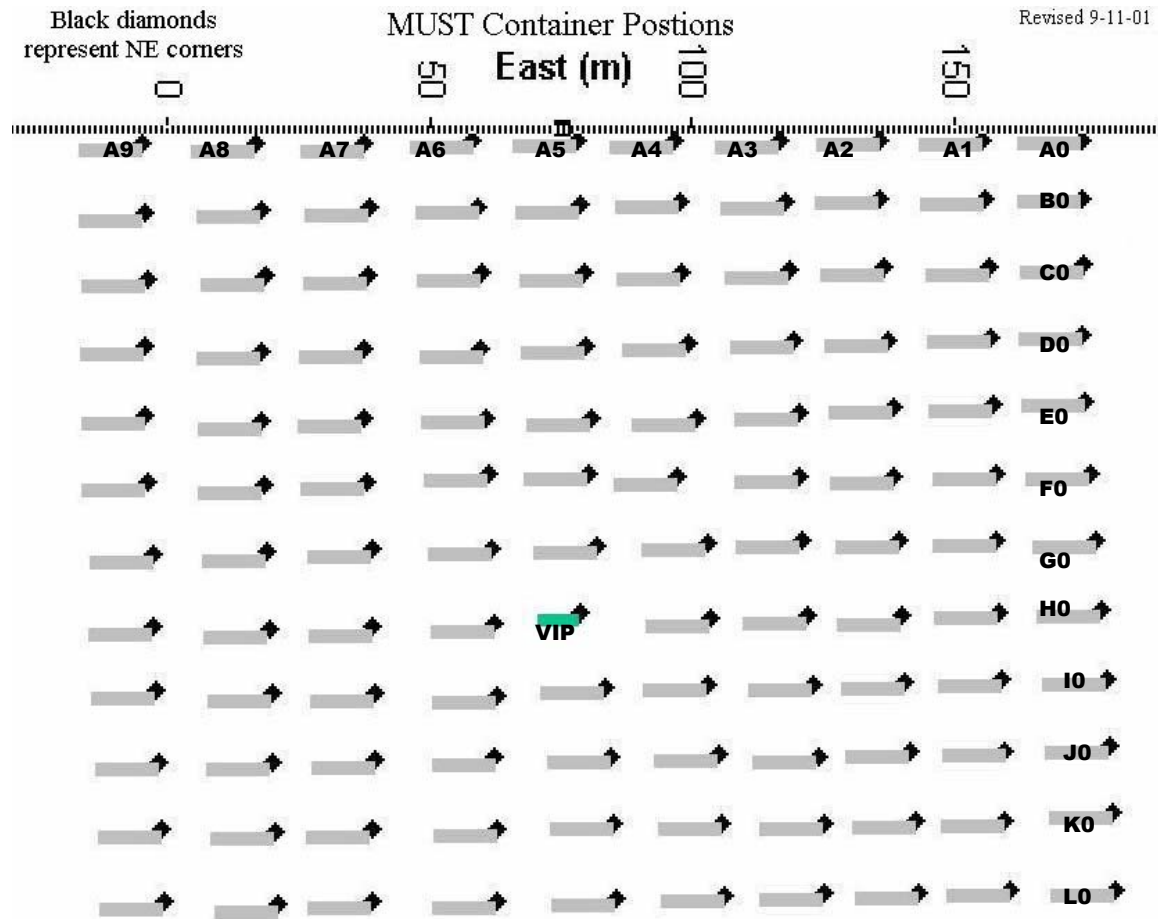 Black diamonds
represent NE corners
MUST Container Postions
Revised 9-11-01
East (m)
0
50
100
150
A9 A8 A7 A6 A5 A4 A3 A2 A1 A0
B0
C0
D0
E0
F0
G0
H0
VIP
I0
J0
K0
L0